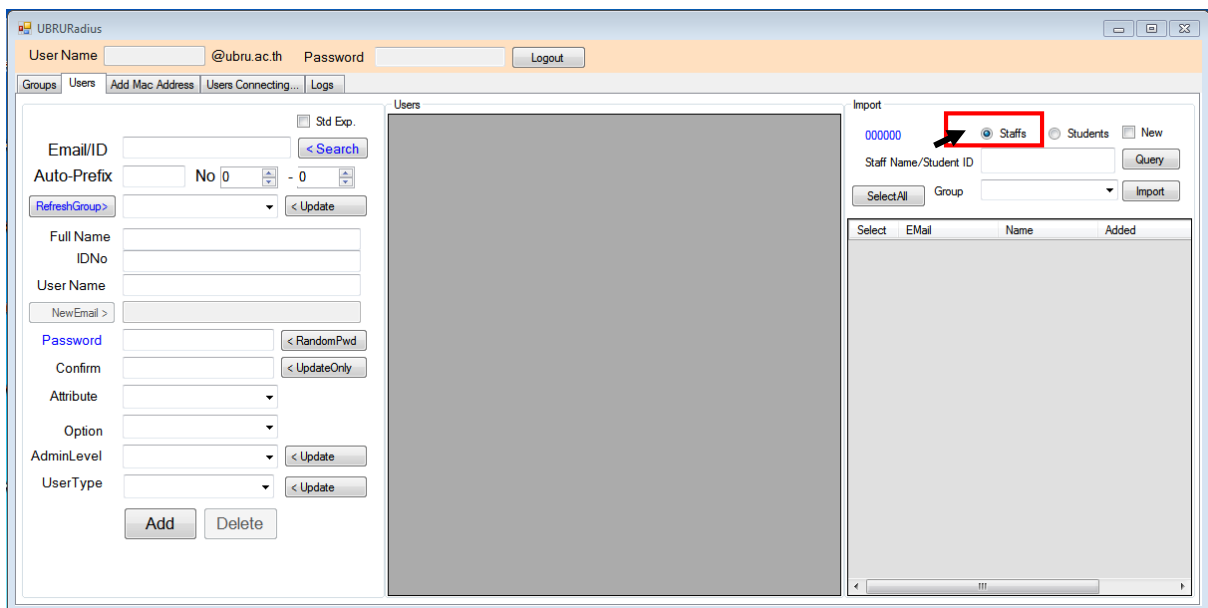 UBRURadius
User Name @ubru.ac.th Password Logout
Groups Users Add Mac Address Users Connecting... Logs
Users
Import
Std Exp.
000000 Staffs Students New
Email/ID < Search
Staff Name/Student ID Query
Auto-Prefix No 0 - 0
SelectAll Group Import
RefreshGroup> < Update
Select EMail Name Added
Full Name
IDNo
User Name
NewEmail >
Password < RandomPwd
Confirm < UpdateOnly
Attribute
Option
AdminLevel < Update
UserType < Update
Add Delete